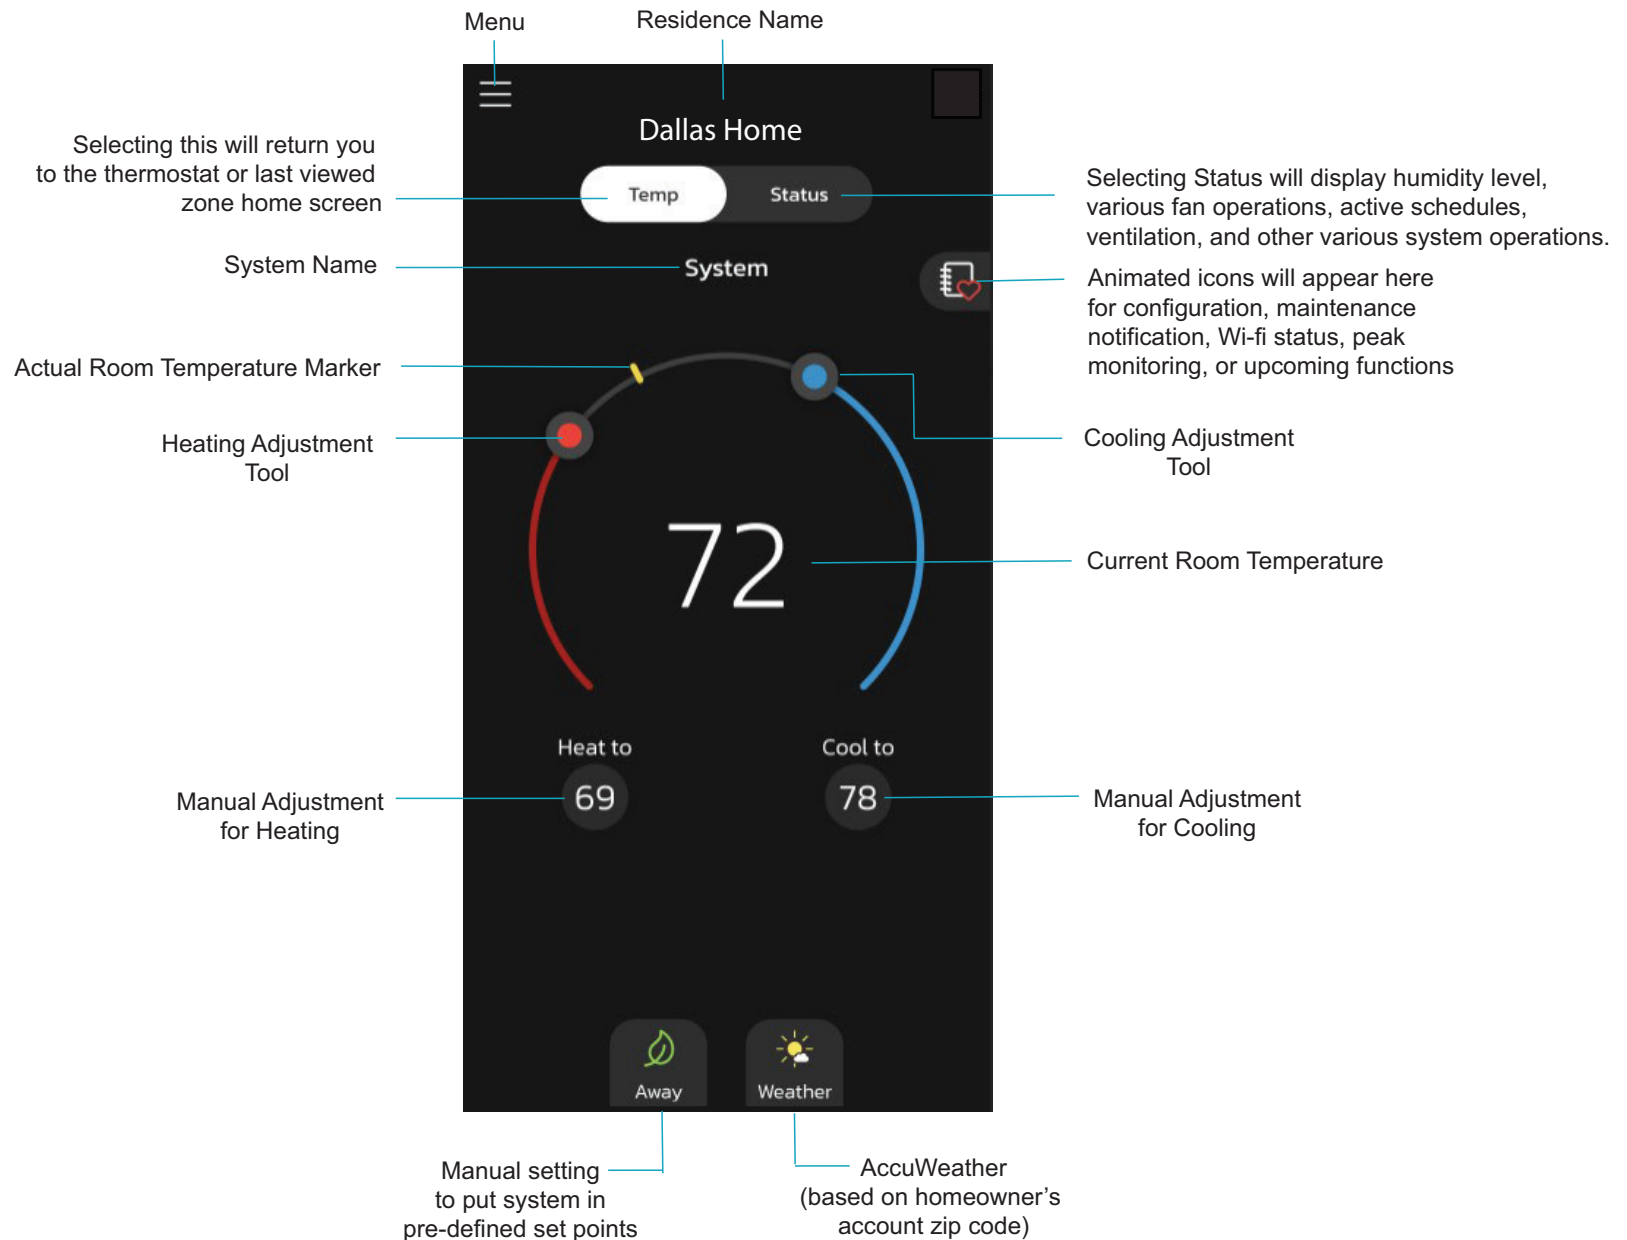 Menu
Residence Name
Dallas Home
Selecting this will return you
to the thermostat or last viewed
zone home screen
Temp
Status
Selecting Status will display humidity level,
various fan operations, active schedules,
ventilation, and other various system operations.
System Name
System
Animated icons will appear here
for configuration, maintenance
notification, Wi-fi status, peak
monitoring, or upcoming functions
Actual Room Temperature Marker
Heating Adjustment
Tool
Cooling Adjustment
Tool
72
Current Room Temperature
Heat to
69
Cool to
78
Manual Adjustment
for Heating
Manual Adjustment
for Cooling
Away
Weather
Manual setting
to put system in
pre-defined set points
AccuWeather
(based on homeowner’s
account zip code)